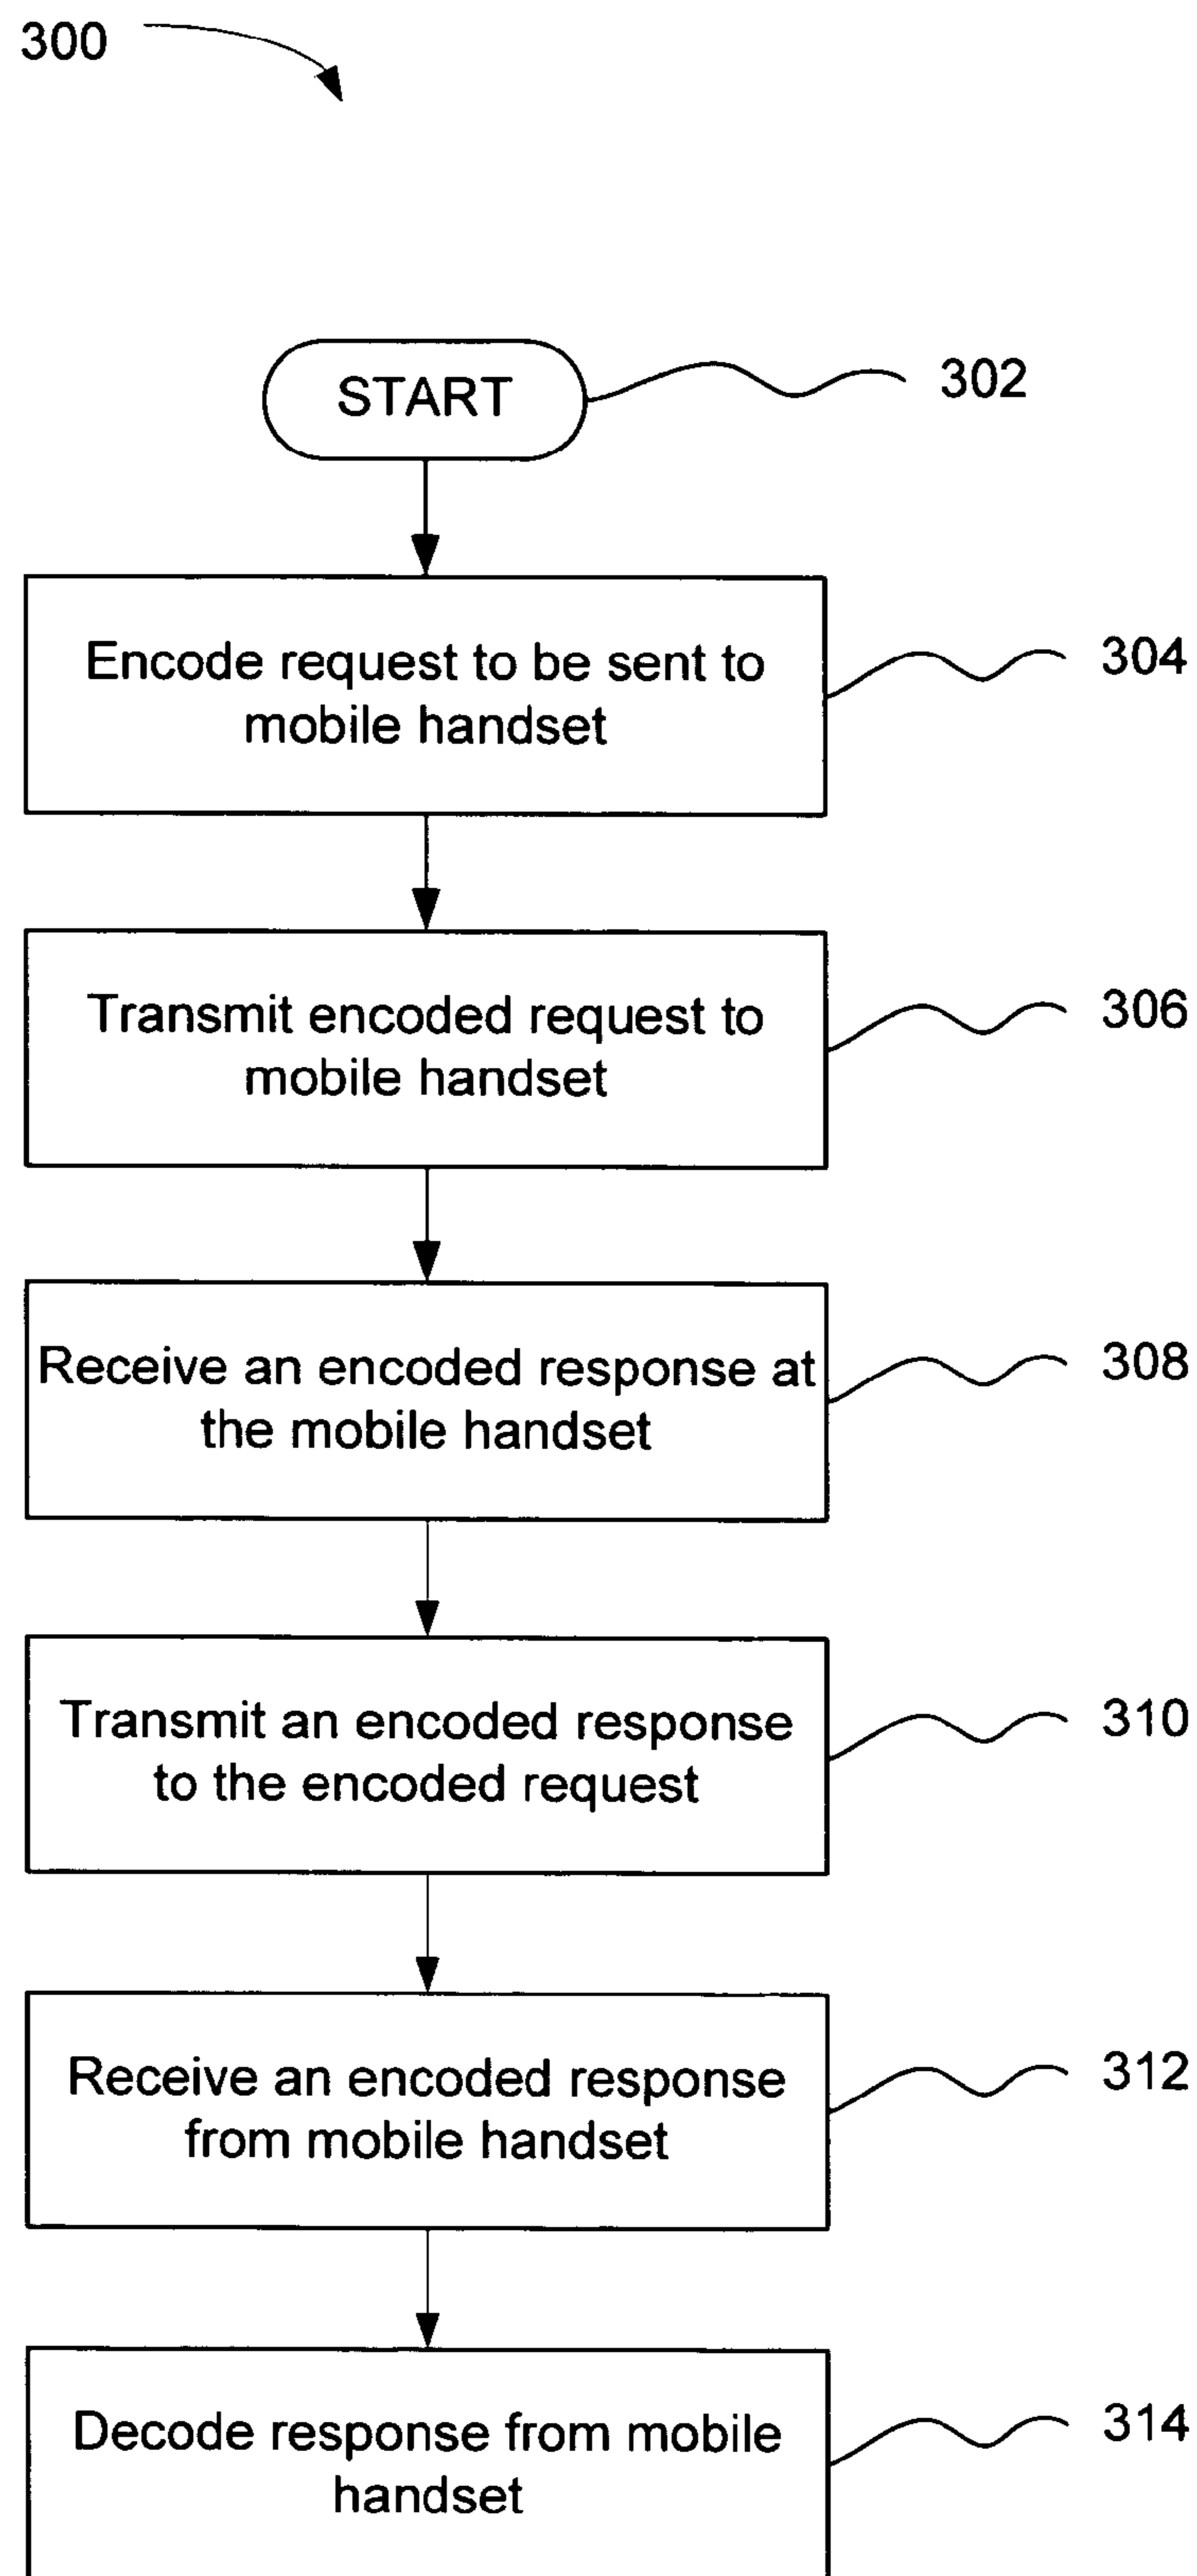 300
START
302
Encode request to be sent to
mobile handset
304
Transmit encoded request to
mobile handset
306
Receive an encoded response at
the mobile handset
308
Transmit an encoded response
to the encoded request
310
Receive an encoded response
from mobile handset
312
Decode response from mobile
handset
314